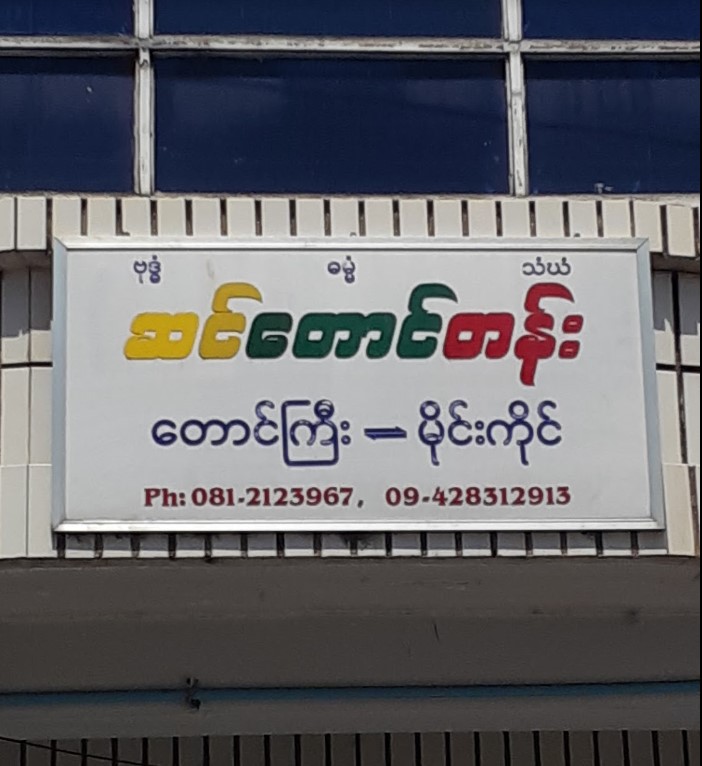 ဗုဒ္ဓံ ဓမ္မံ သံဃံ
ဆင်တောင်တန်း
တောင်ကြီး ⇌ မိုင်းကိုင်
Ph: 081-2123967, 09-428312913